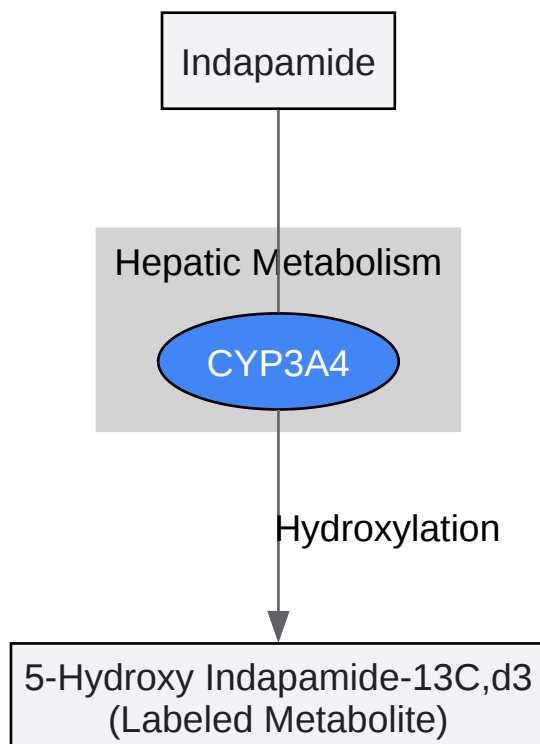 Indapamide
Hepatic Metabolism
CYP3A4
Hydroxylation
5-Hydroxy Indapamide-13C,d3
(Labeled Metabolite)